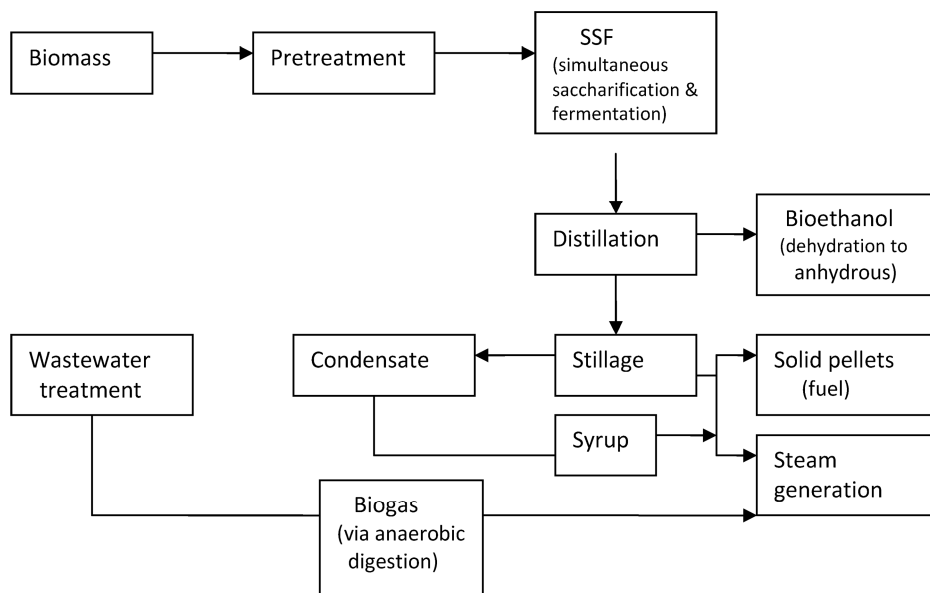 Biomass
Pretreatment
SSF
(simultaneous
saccharification &
fermentation)
Distillation
Bioethanol
(dehydration to
anhydrous)
Wastewater
treatment
Condensate
Stillage
Solid pellets
(fuel)
Syrup
Steam
generation
Biogas
(via anaerobic
digestion)